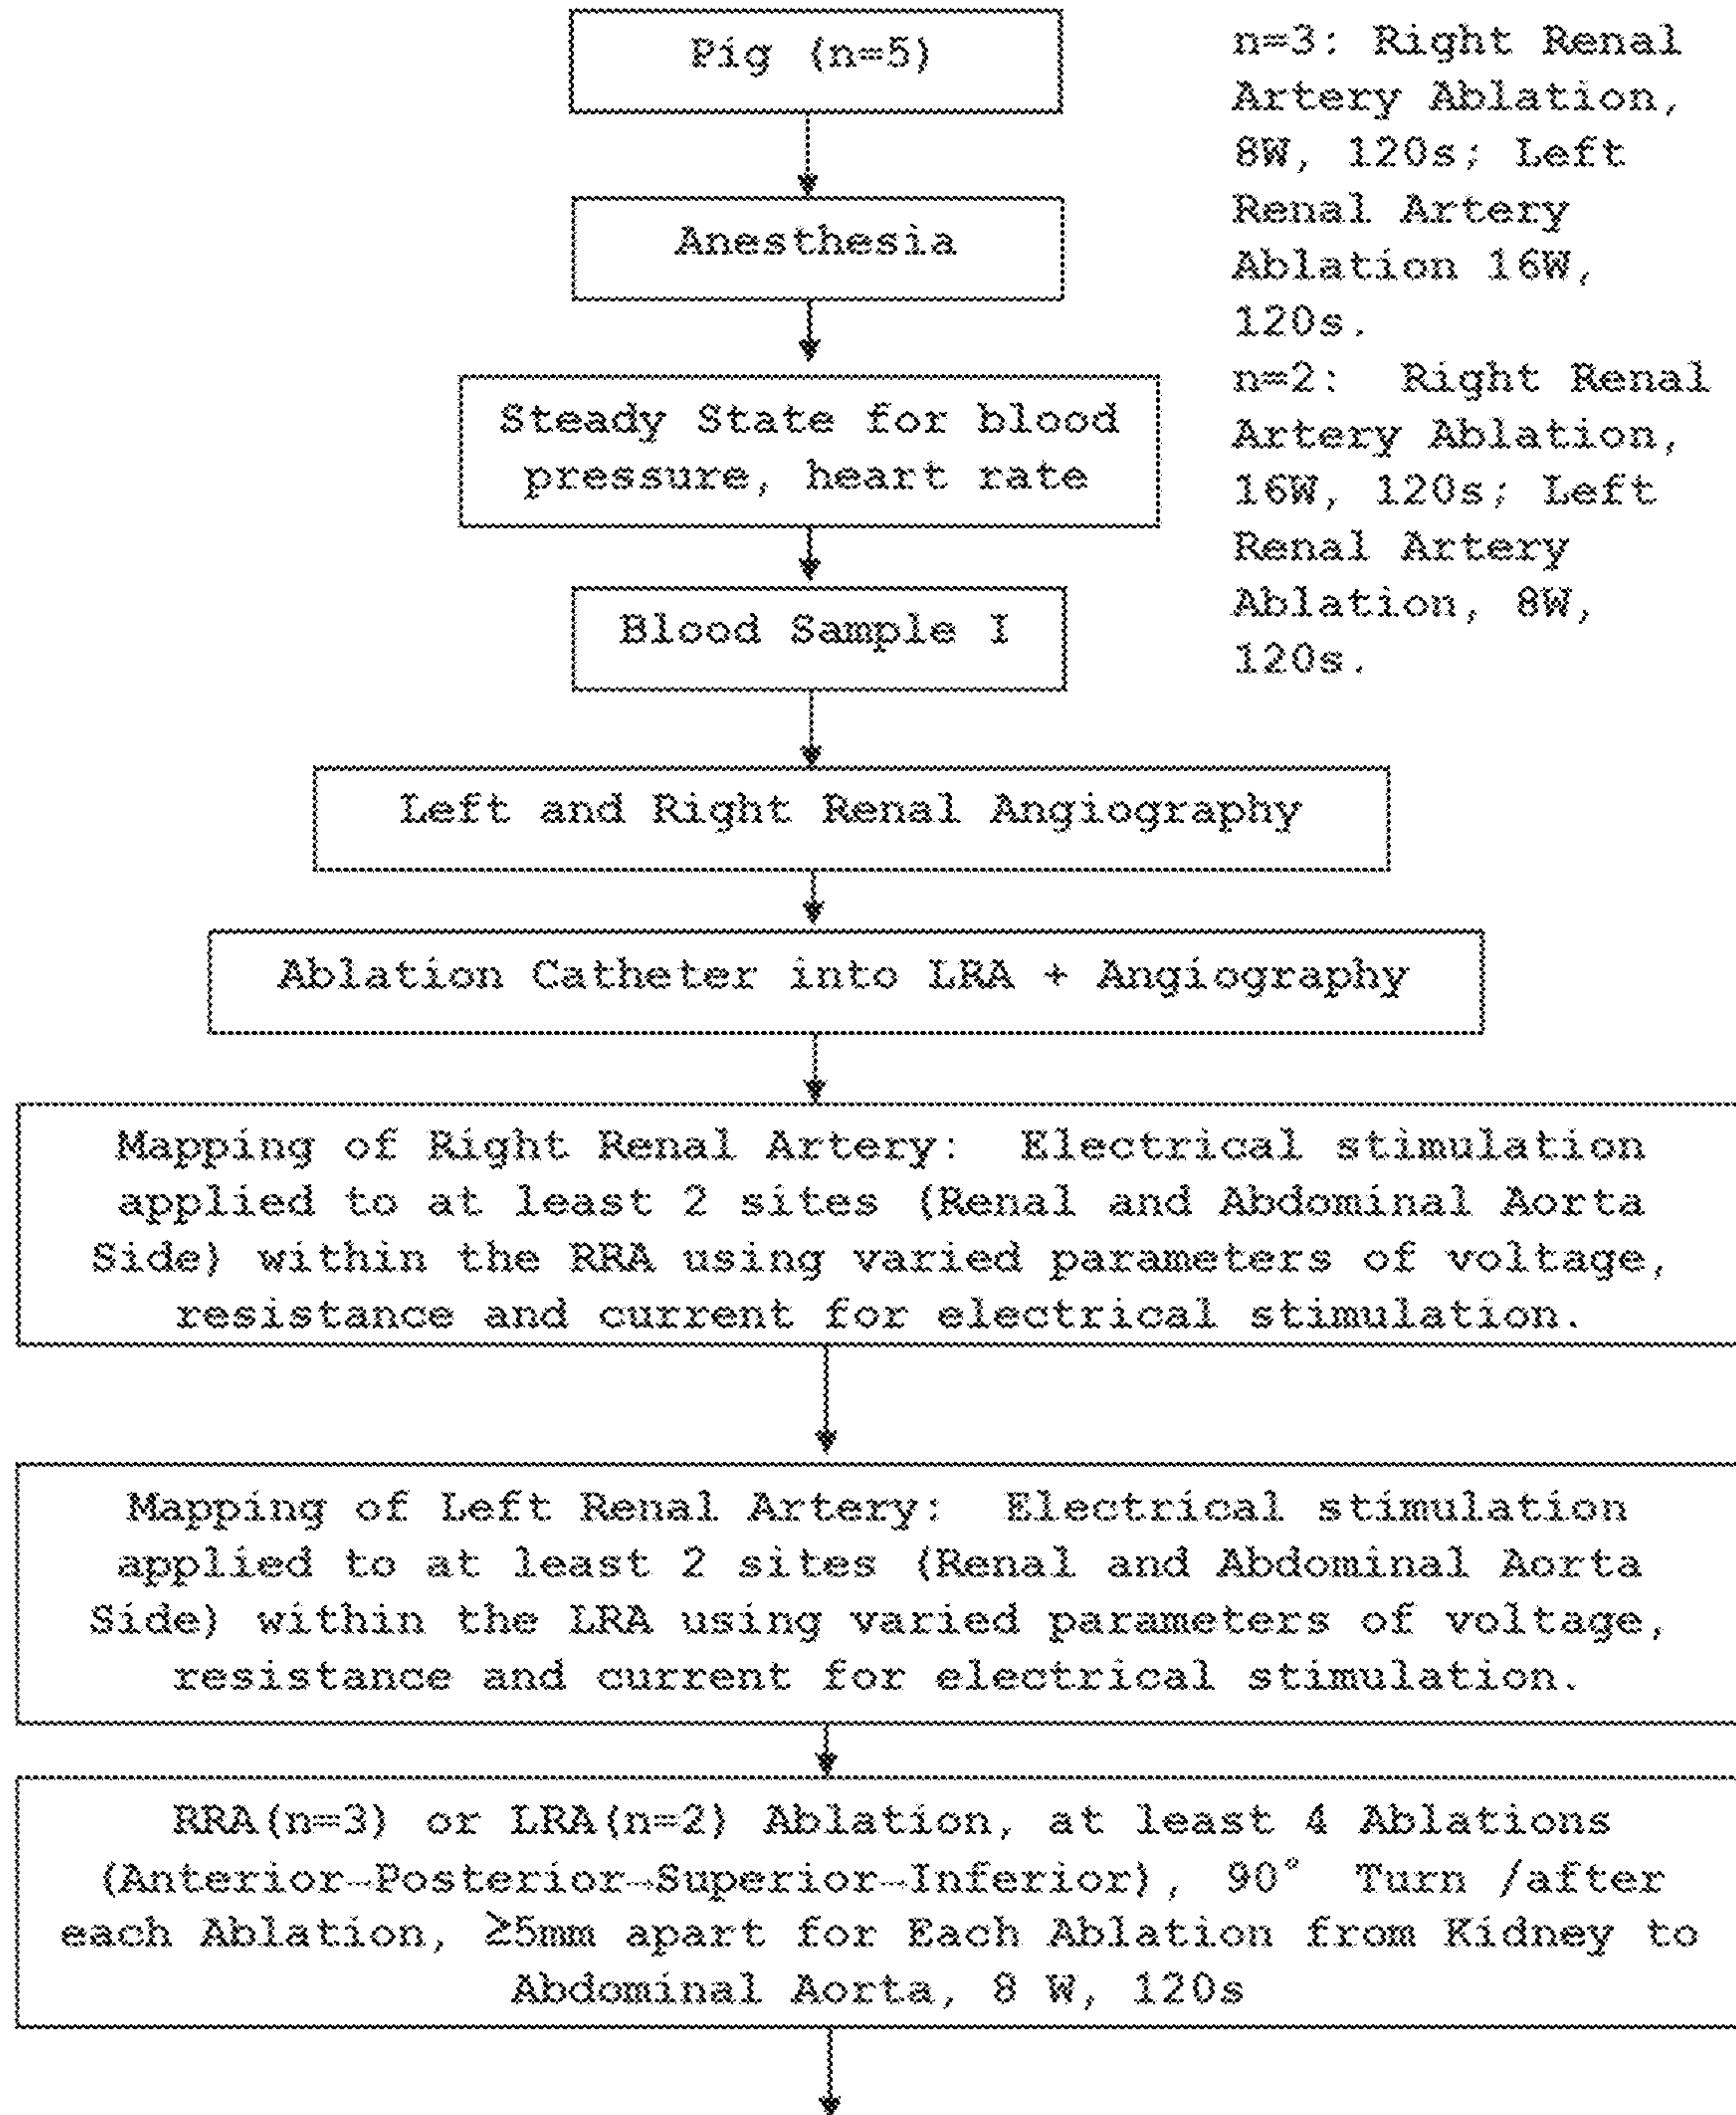 Pig (n=5)
Anesthesia
Steady State for blood
pressure, heart rate
Blood Sample I
n=3: Right Renal
Artery Ablation,
8W, 120s; Left
Renal Artery
Ablation 16W,
120s.
n=2:  Right Renal
Artery Ablation,
16W, 120s; Left
Renal Artery
Ablation, 8W,
120s.
Left and Right Renal Angiography
Ablation Catheter into LRA + Angiography
Mapping of Right Renal Artery:  Electrical stimulation
applied to at least 2 sites (Renal and Abdominal Aorta
Side) within the RRA using varied parameters of voltage,
resistance and current for electrical stimulation.
Mapping of Left Renal Artery:  Electrical stimulation
applied to at least 2 sites (Renal and Abdominal Aorta
Side) within the LRA using varied parameters of voltage,
resistance and current for electrical stimulation.
RRA(n=3) or LRA(n=2) Ablation, at least 4 Ablations
(Anterior→Posterior→Superior→Inferior), 90° Turn /after
each Ablation, ≥5mm apart for Each Ablation from Kidney to
Abdominal Aorta, 8 W, 120s